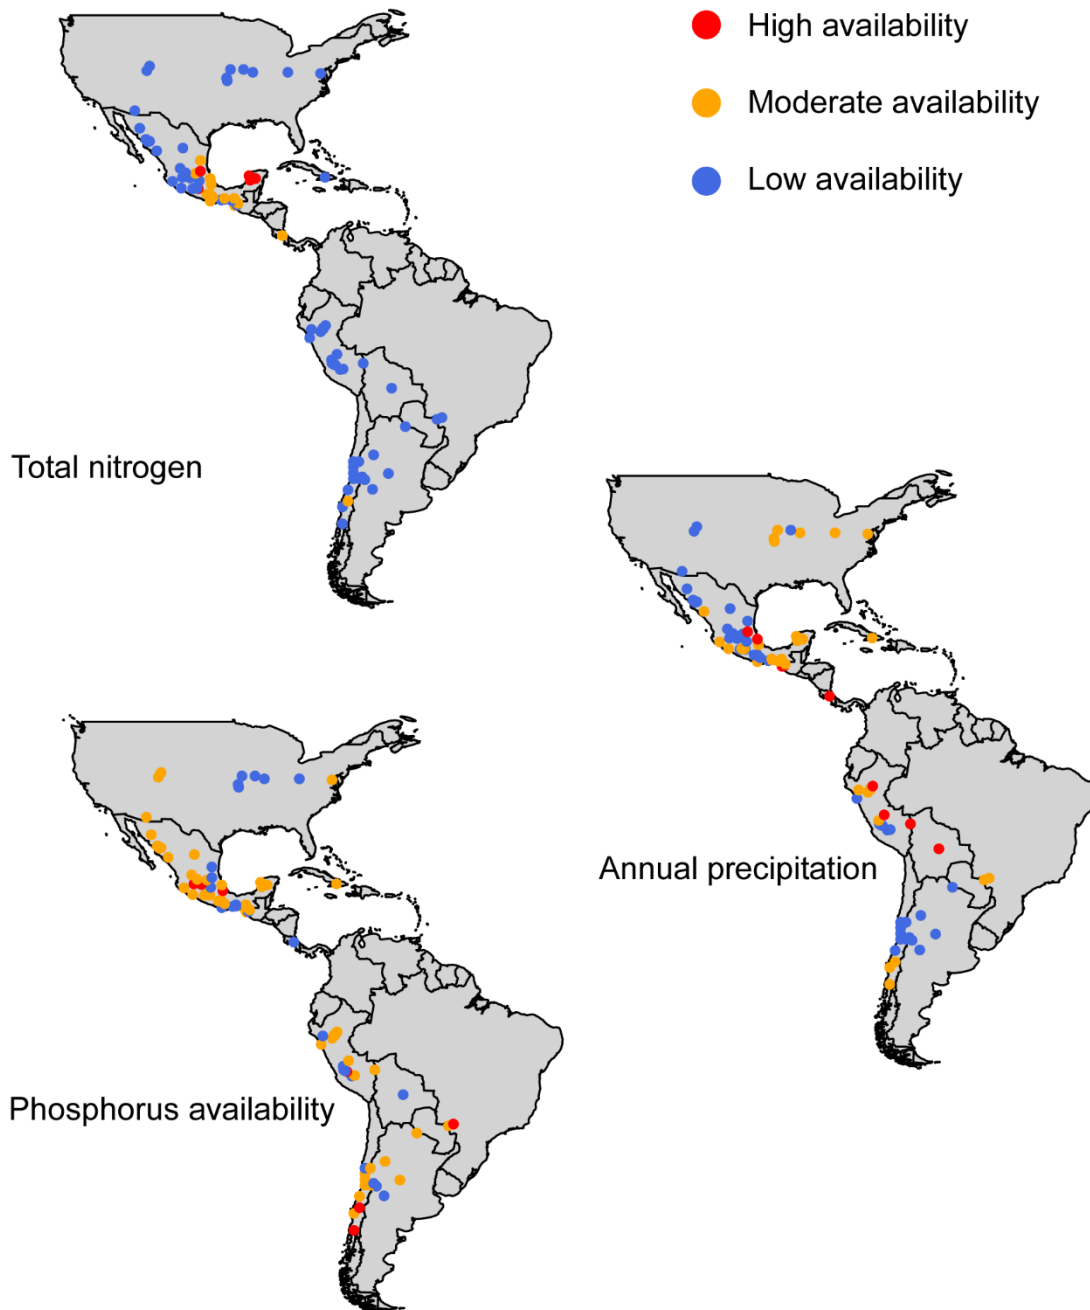 High availability
Moderate availability
Low availability
Total nitrogen
Annual precipitation
Phosphorus availability